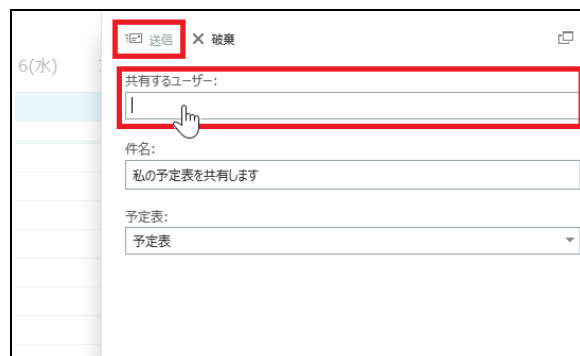 送信 破棄
6(水)
共有するユーザー:
件名:
私の予定表を共有します
予定表:
予定表